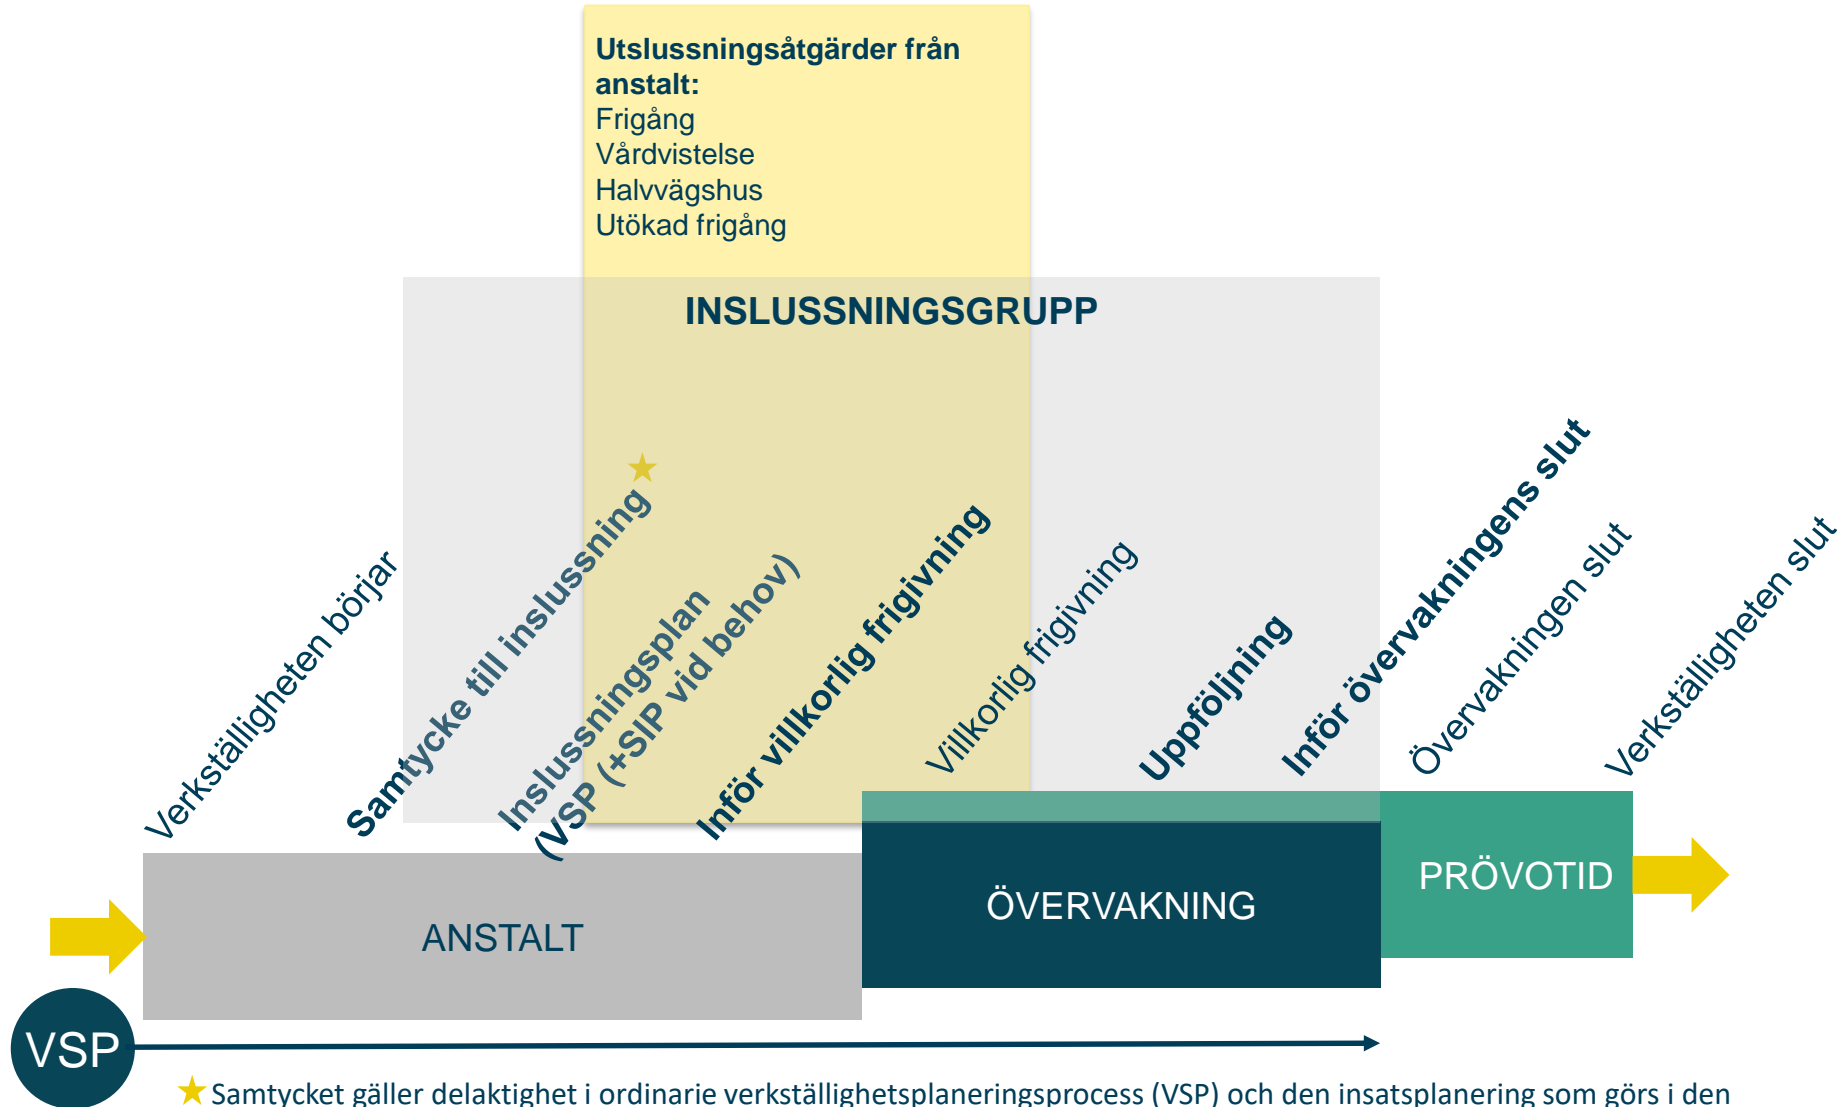 Utslussningsåtgärder från
anstalt:
Frigång
Vårdvistelse
Halvvägshus
Utökad frigång
INSLUSSNINGSGRUPP
Verkställigheten börjar
Samtycke till inslussning
Inslussningsplan
(VSP (+SIP vid behov)
Inför villkorlig frigivning
Villkorlig frigivning
Uppföljning
Inför övervakningens slut
Övervakningen slut
Verkställigheten slut
ANSTALT
ÖVERVAKNING
PRÖVOTID
VSP
Samtycket gäller delaktighet i ordinarie verkställighetsplaneringsprocess (VSP) och den insatsplanering som görs i den